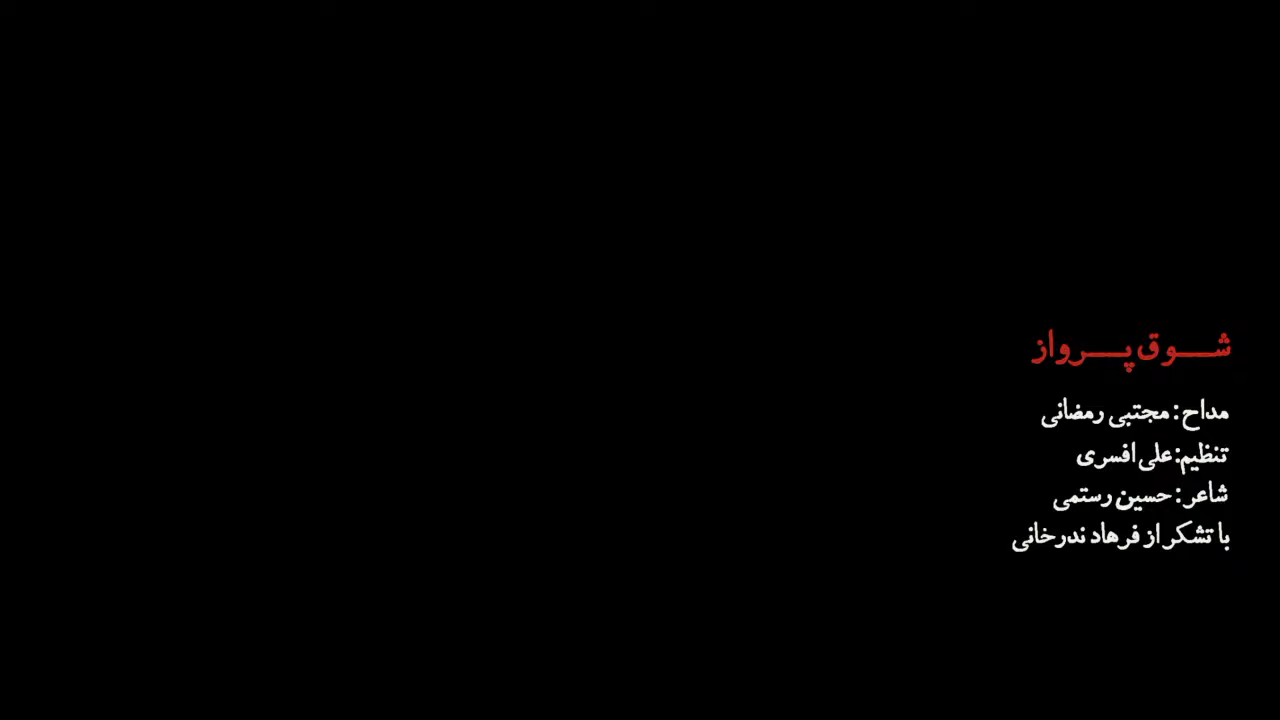 شـــوق پـــرواز
مداح: مجتبی رمضانی
تنظیم: علی افسری
شاعر: حسین رستمی
با تشکر از فرهاد ندرخانی